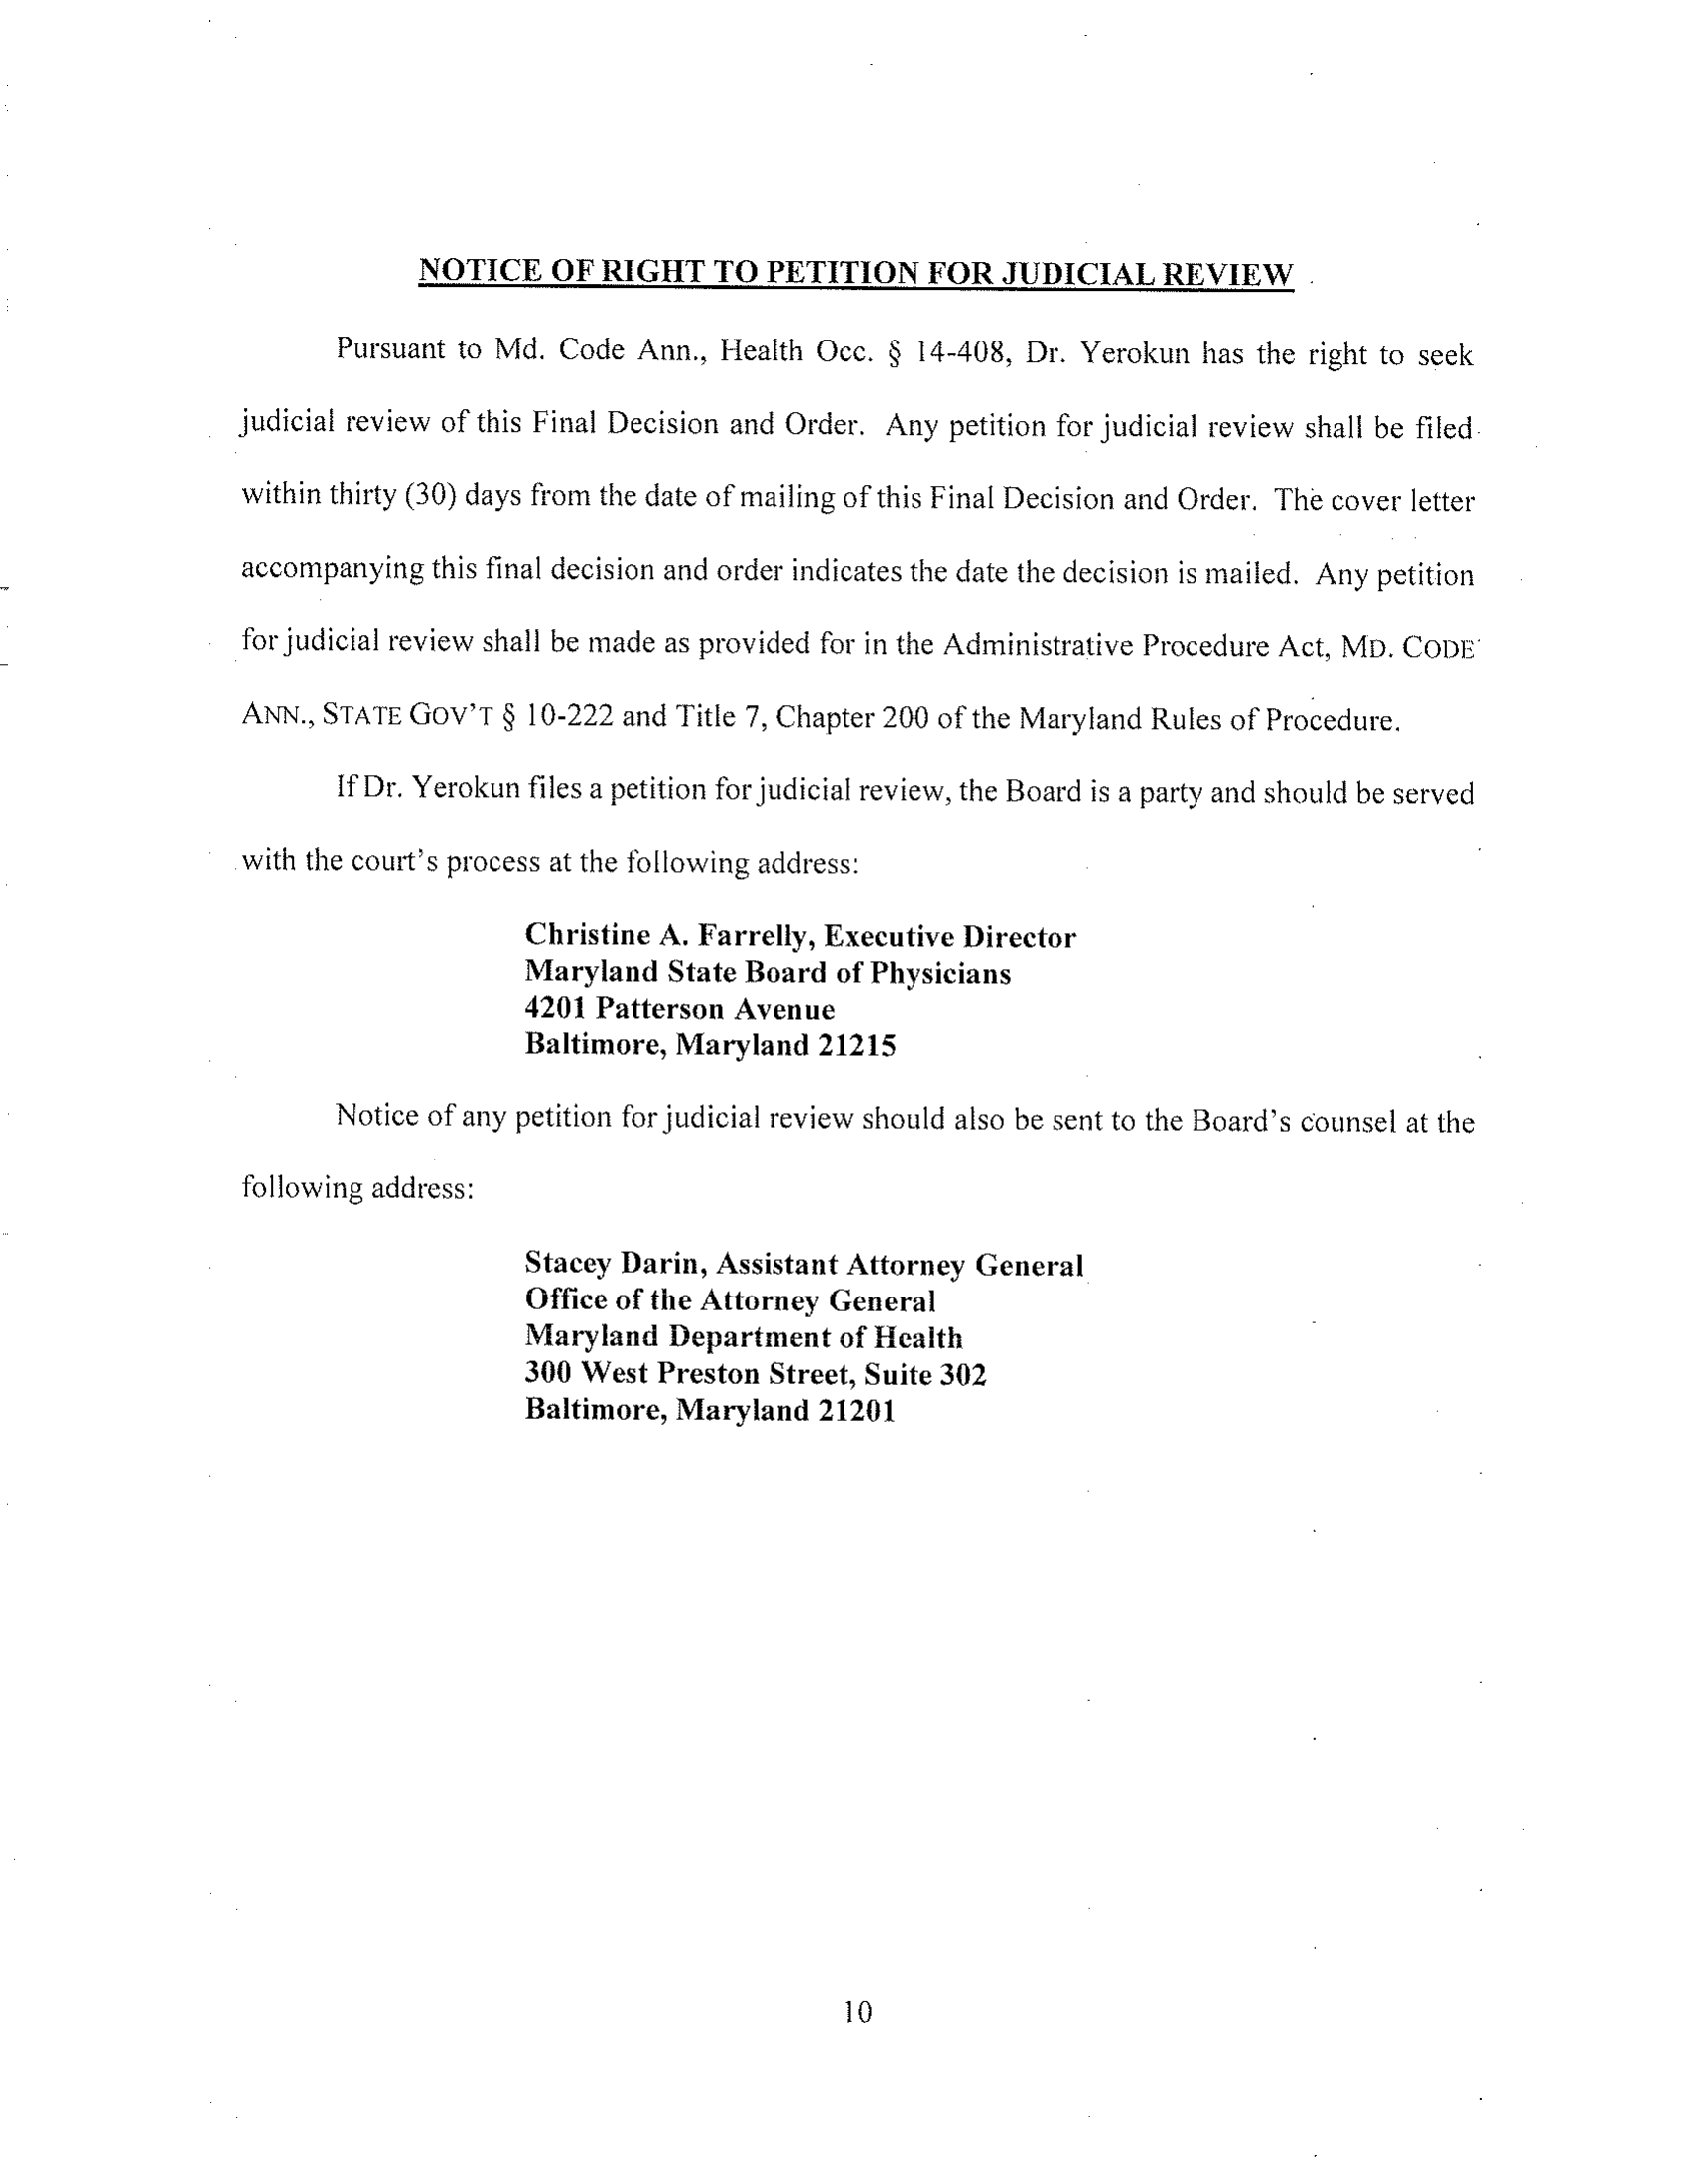 NOTICE OF RIGHT TO PETITION FOR JUDICIAL REVIEW
Pursuant to Md. Code Ann., Health Occ. § 14-408, Dr. Yerokun has the right to seek
judicial review of this Final Decision and Order. Any petition for judicial review shall be filed
within thirty (30) days from the date of mailing of this Final Decision and Order. The cover letter
accompanying this final decision and order indicates the date the decision is mailed. Any petition
for judicial review shall be made as provided for in the Administrative Procedure Act, MD. CODE
ANN., STATE GOV'T § 10-222 and Title 7, Chapter 200 of the Maryland Rules of Procedure.
If Dr. Yerokun files a petition for judicial review, the Board is a party and should be served
with the court's process at the following address:
Christine A. Farrelly, Executive Director
Maryland State Board of Physicians
4201 Patterson Avenue
Baltimore, Maryland 21215
Notice of any petition for judicial review should also be sent to the Board's counsel at the
following address:
Stacey Darin, Assistant Attorney General
Office of the Attorney General
Maryland Department of Health
300 West Preston Street, Suite 302
Baltimore, Maryland 21201
10